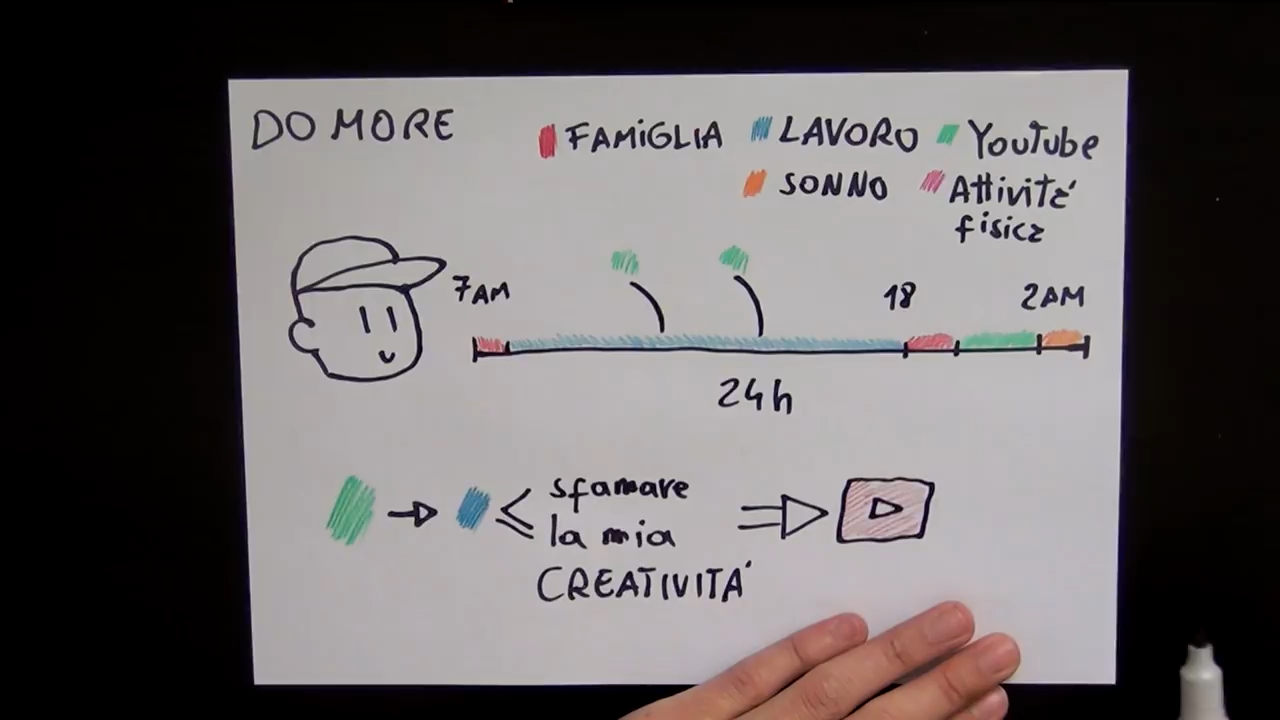 DO MORE
FAMIGLIA LAVORO YouTube
SONNO Attività
fisica
7AM 18 2AM
24h
sfamare
la mia
CREATIVITÀ